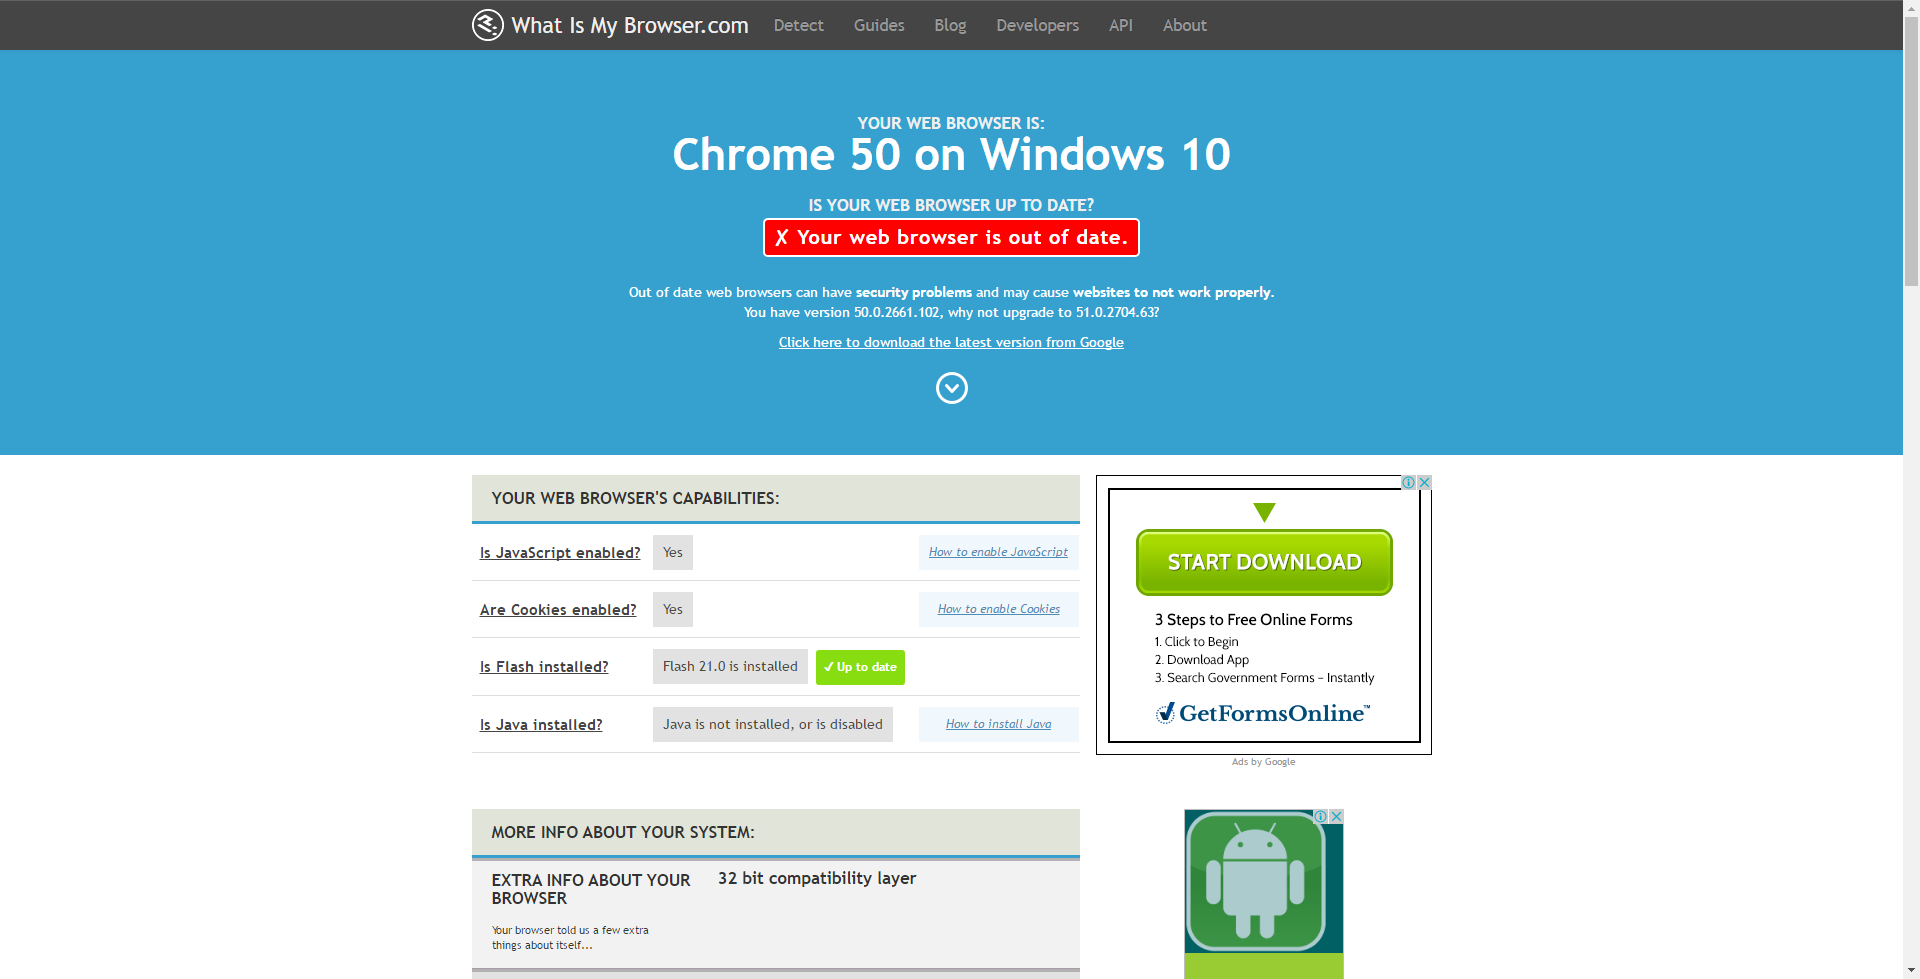 What Is My Browser.com Detect Guides Blog Developers API About
YOUR WEB BROWSER IS:
Chrome 50 on Windows 10
IS YOUR WEB BROWSER UP TO DATE?
✗ Your web browser is out of date.
Out of date web browsers can have security problems and may cause websites to not work properly.
You have version 50.0.2661.102, why not upgrade to 51.0.2704.63?
Click here to download the latest version from Google
YOUR WEB BROWSER'S CAPABILITIES:
Is JavaScript enabled? Yes How to enable JavaScript
Are Cookies enabled? Yes How to enable Cookies
Is Flash installed? Flash 21.0 is installed ✓ Up to date
Is Java installed? Java is not installed, or is disabled How to install Java
START DOWNLOAD
3 Steps to Free Online Forms
1. Click to Begin
2. Download App
3. Search Government Forms – Instantly
GetFormsOnline™
Ads by Google
MORE INFO ABOUT YOUR SYSTEM:
EXTRA INFO ABOUT YOUR
BROWSER
32 bit compatibility layer
Your browser told us a few extra
things about itself...